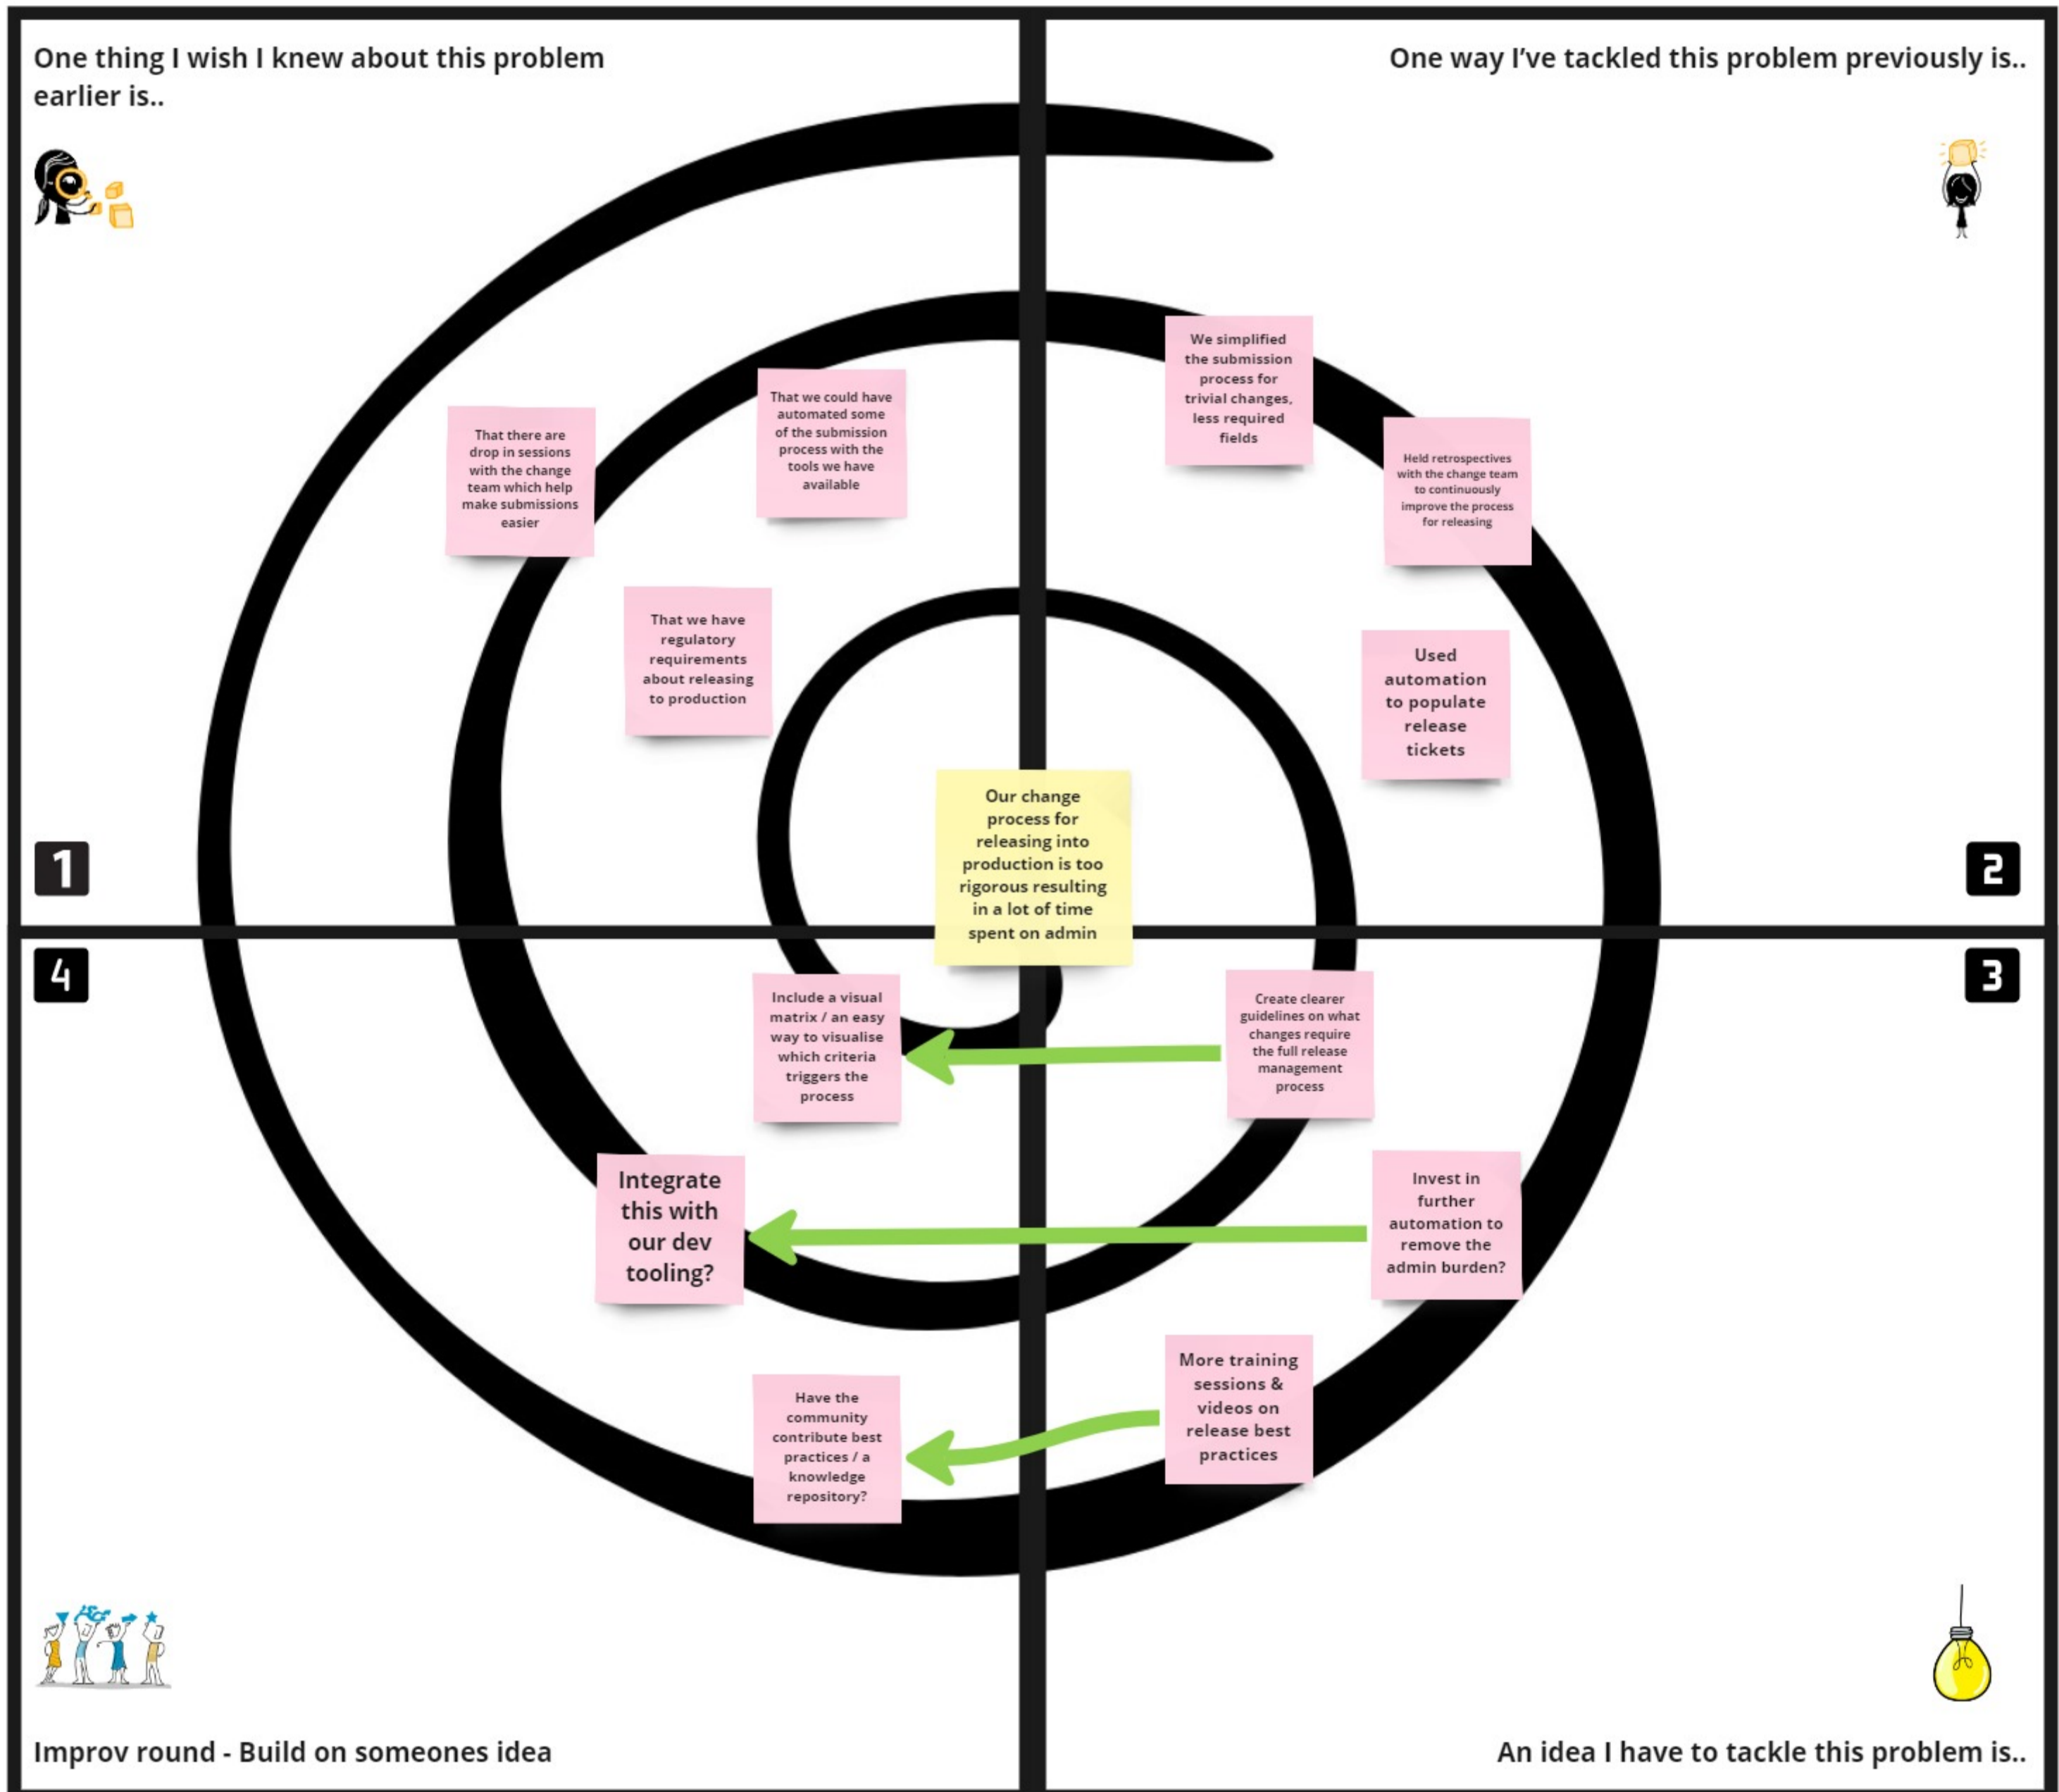 One thing I wish I knew about this problem
earlier is..
One way I've tackled this problem previously is..
That there are
drop in sessions
with the change
team which help
make submissions
easier
That we could have
automated some
of the submission
process with the
tools we have
available
That we have
regulatory
requirements
about releasing
to production
1
We simplified
the submission
process for
trivial changes,
less required
fields
Held retrospectives
with the change team
to continuously
improve the process
for releasing
Used
automation
to populate
release
tickets
2
Our change
process for
releasing into
production is too
rigorous resulting
in a lot of time
spent on admin
3
Create clearer
guidelines on what
changes require
the full release
management
process
Invest in
further
automation to
remove the
admin burden?
More training
sessions &
videos on
release best
practices
An idea I have to tackle this problem is..
4
Include a visual
matrix / an easy
way to visualise
which criteria
triggers the
process
Integrate
this with
our dev
tooling?
Have the
community
contribute best
practices / a
knowledge
repository?
Improv round - Build on someones idea